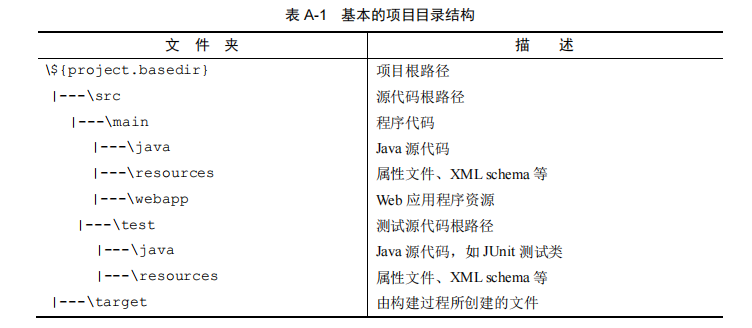 表 A-1 基本的项目目录结构
文 件 夹 描 述
\${project.basedir} 项目根路径
|---\src 源代码根路径
|---\main 程序代码
|---\java Java 源代码
|---\resources 属性文件、XML schema 等
|---\webapp Web 应用程序资源
|---\test 测试源代码根路径
|---\java Java 源代码，如 JUnit 测试类
|---\resources 属性文件、XML schema 等
|---\target 由构建过程所创建的文件